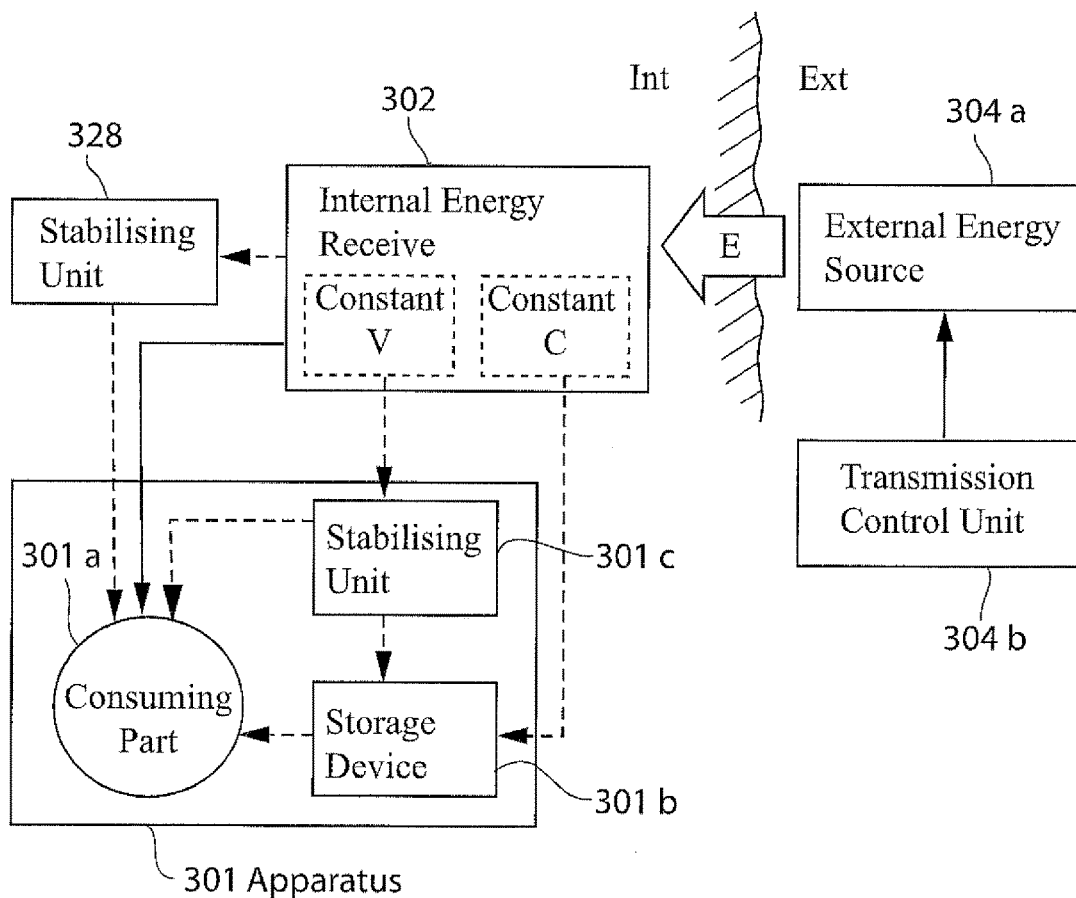 Int
Ext
302
304 a
328
Internal Energy
Receive
Stabilising
Unit
E
External Energy
Source
Constant
V
Constant
C
Transmission
Control Unit
301 a
Stabilising
Unit
301 c
304 b
Consuming
Part
Storage
Device
301 b
301 Apparatus